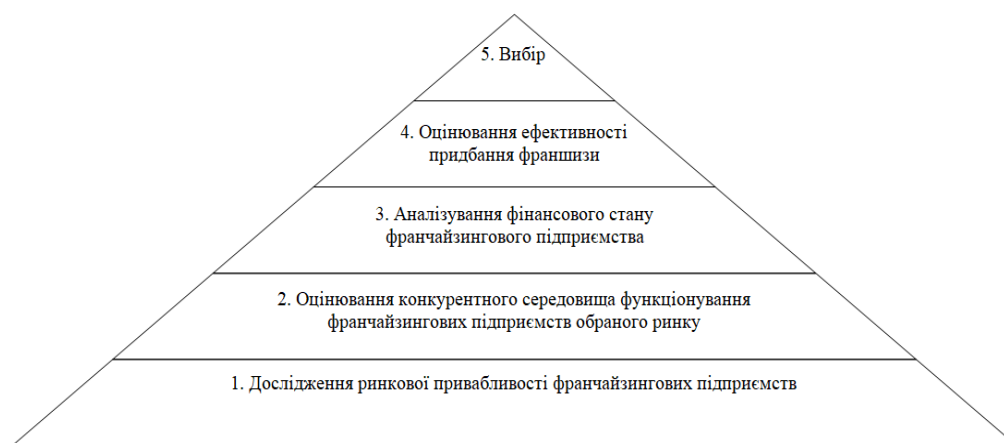 5. Вибір
4. Оцінювання ефективності
придбання франшизи
3. Аналізування фінансового стану
франчайзингового підприємства
2. Оцінювання конкурентного середовища функціонування
франчайзингових підприємств обраного ринку
1. Дослідження ринкової привабливості франчайзингових підприємств